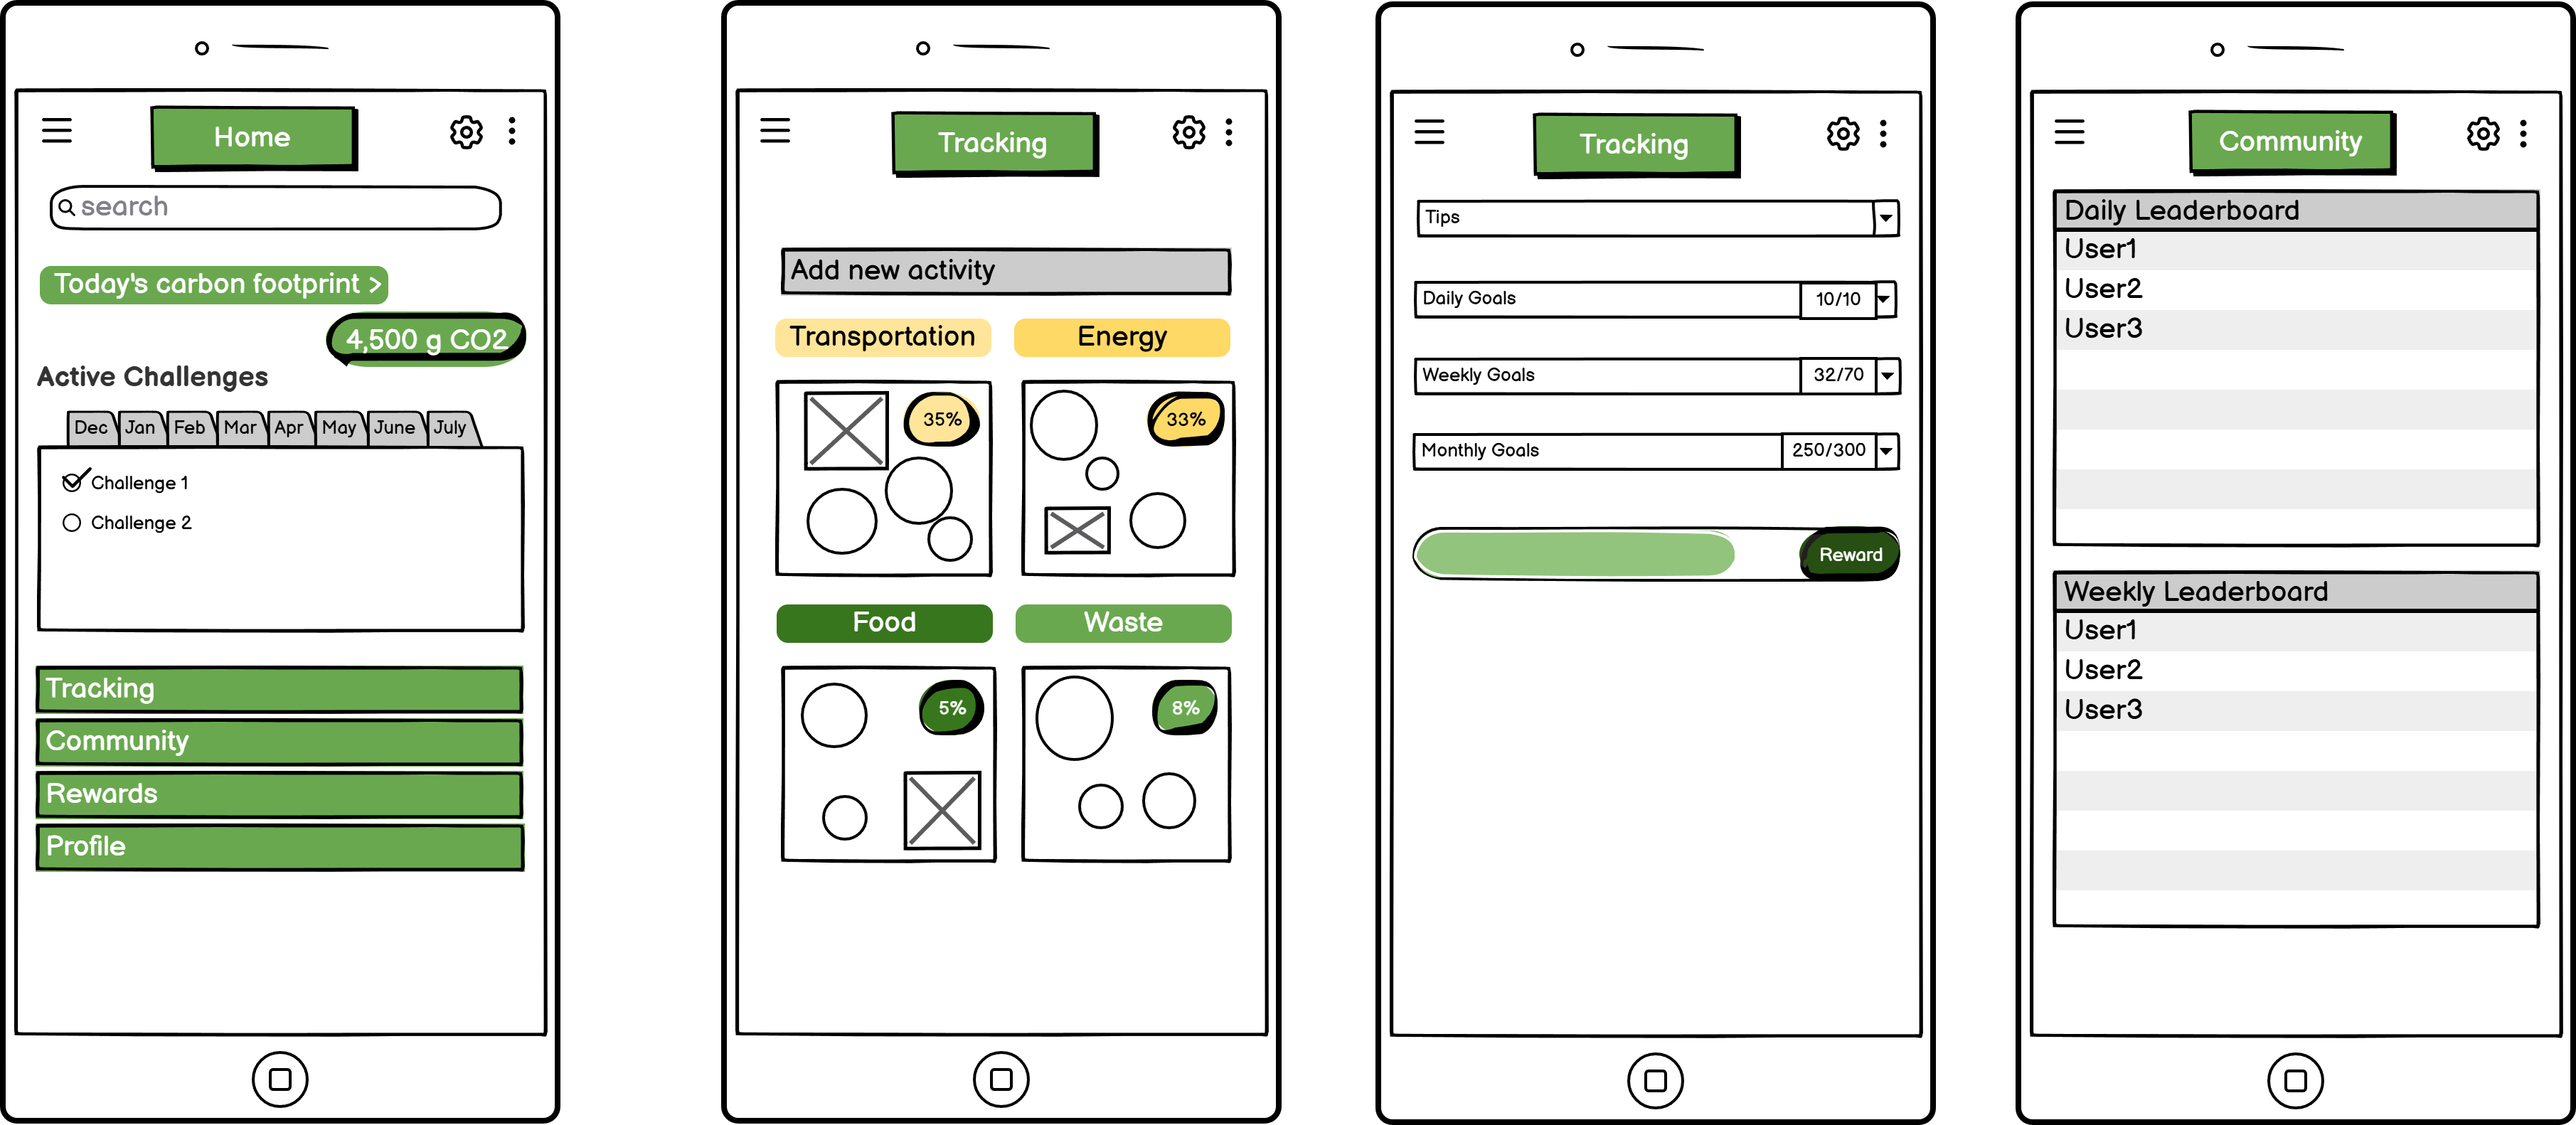 Home
search
Today's carbon footprint >
4,500 g CO2
Active Challenges
Dec Jan Feb Mar Apr May June July
Challenge 1
Challenge 2
Tracking
Community
Rewards
Profile
Tracking
Add new activity
Transportation Energy
35% 33%
Food Waste
5% 8%
Tracking
Tips
Daily Goals 10/10
Weekly Goals 32/70
Monthly Goals 250/300
Reward
Community
Daily Leaderboard
User1
User2
User3
Weekly Leaderboard
User1
User2
User3